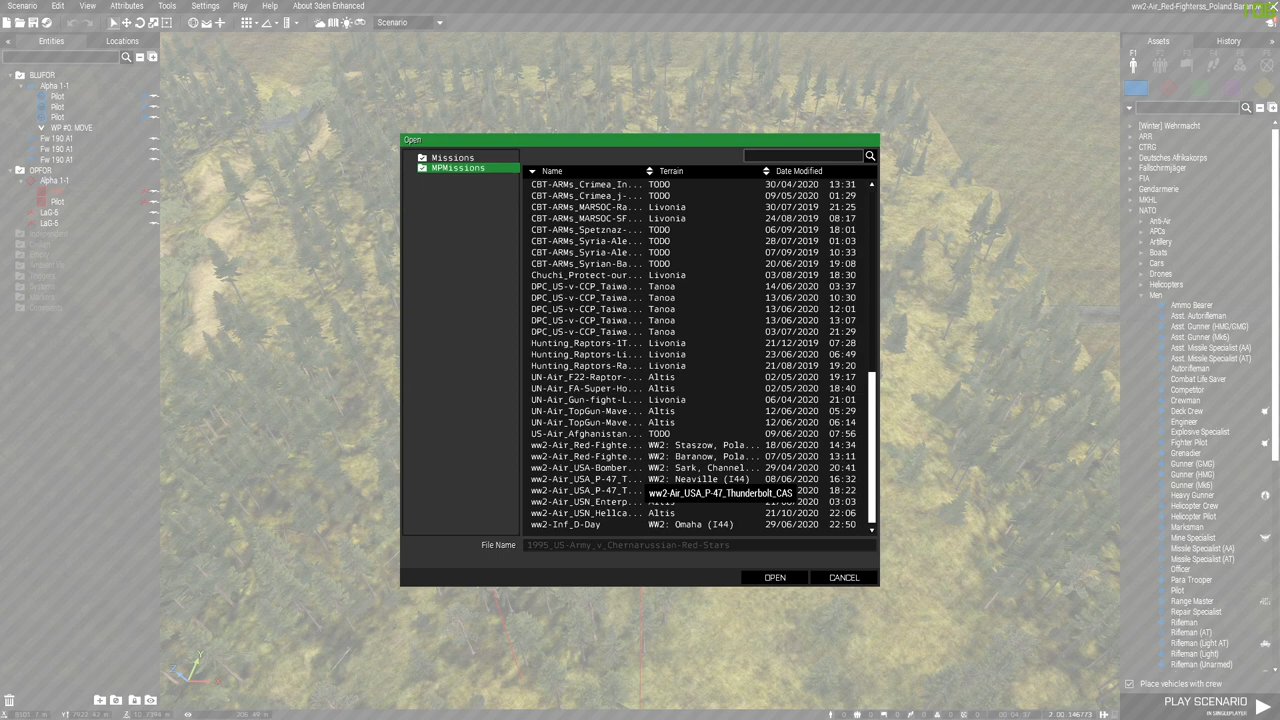 Scenario Edit View Attributes Tools Settings Play Help About 3den Enhanced
Scenario
Entities Locations
BLUFOR
Alpha 1-1
Pilot
Pilot
Pilot
WP #0: MOVE
Fw 190 A1
Fw 190 A1
Fw 190 A1
OPFOR
Alpha 1-1
Pilot
LaG-5
LaG-5
Open
Missions
MPMissions
Name Terrain Date Modified
CBT-ARMs_Crimea_In... TODO 30/04/2020 13:31
CBT-ARMs_Crimea_j-... TODO 09/05/2020 01:29
CBT-ARMs_MARSOC-Ra... Livonia 30/07/2019 21:25
CBT-ARMs_MARSOC-SF... Livonia 24/08/2019 08:17
CBT-ARMs_Spetznaz-... TODO 06/09/2019 18:01
CBT-ARMs_Syria-Ale... TODO 28/07/2019 01:03
CBT-ARMs_Syria-Ale... TODO 07/09/2019 10:33
CBT-ARMs_Syrian-Ba... TODO 20/06/2019 19:08
Chuchi_Protect-our... Livonia 03/08/2019 18:30
DPC_US-v-CCP_Taiwa... Tanoa 14/06/2020 03:37
DPC_US-v-CCP_Taiwa... Tanoa 13/06/2020 10:30
DPC_US-v-CCP_Taiwa... Tanoa 13/06/2020 12:01
DPC_US-v-CCP_Taiwa... Tanoa 13/06/2020 13:07
DPC_US-v-CCP_Taiwa... Tanoa 03/07/2020 21:29
Hunting_Raptors-1T... Livonia 21/12/2019 07:28
Hunting_Raptors-Li... Livonia 23/06/2020 06:49
Hunting_Raptors-Ra... Livonia 21/08/2019 19:20
UN-Air_F22-Raptor-... Altis 02/05/2020 19:17
UN-Air_FA-Super-Ho... Altis 02/05/2020 18:40
UN-Air_Gun-fight-L... Livonia 06/04/2020 21:01
UN-Air_TopGun-Mave... Altis 12/06/2020 05:29
UN-Air_TopGun-Mave... Altis 12/06/2020 06:14
US-Air_Afghanistan... TODO 09/06/2020 07:56
ww2-Air_Red-Fighte... WW2: Staszow, Pola... 18/06/2020 14:34
ww2-Air_Red-Fighte... WW2: Baranow, Pola... 07/05/2020 13:11
ww2-Air_USA-Bomber... WW2: Sark, Channel... 29/04/2020 20:41
ww2-Air_USA_P-47_T... WW2: Neaville (I44) 08/06/2020 16:32
ww2-Air_USA_P-47_T... 2020 18:22
ww2-Air_USA_P-47_Thunderbolt_CAS
ww2-Air_USN_Enterp... Altis 2020 03:03
ww2-Air_USN_Hellca... Altis 21/10/2020 22:06
ww2-Inf_D-Day WW2: Omaha (I44) 29/06/2020 22:50
File Name 1995_US-Army_v_Chernarussian-Red-Stars
OPEN CANCEL
Assets History
F1
[Winter] Wehrmacht
ARR
CTRG
Deutsches Afrikakorps
Fallschirmjäger
FIA
Gendarmerie
MKHL
NATO
Anti-Air
APCs
Artillery
Boats
Cars
Drones
Helicopters
Men
Ammo Bearer
Asst. Autorifleman
Asst. Gunner (HMG/GMG)
Asst. Gunner (Mk6)
Asst. Missile Specialist (AA)
Asst. Missile Specialist (AT)
Autorifleman
Combat Life Saver
Competitor
Crewman
Deck Crew
Engineer
Explosive Specialist
Fighter Pilot
Grenadier
Gunner (GMG)
Gunner (HMG)
Gunner (Mk6)
Heavy Gunner
Helicopter Crew
Helicopter Pilot
Marksman
Mine Specialist
Missile Specialist (AA)
Missile Specialist (AT)
Officer
Para Trooper
Pilot
Range Master
Repair Specialist
Rifleman
Rifleman (AT)
Rifleman (Light AT)
Rifleman (Light)
Rifleman (Unarmed)
Place vehicles with crew
PLAY SCENARIO
IN SINGLEPLAYER